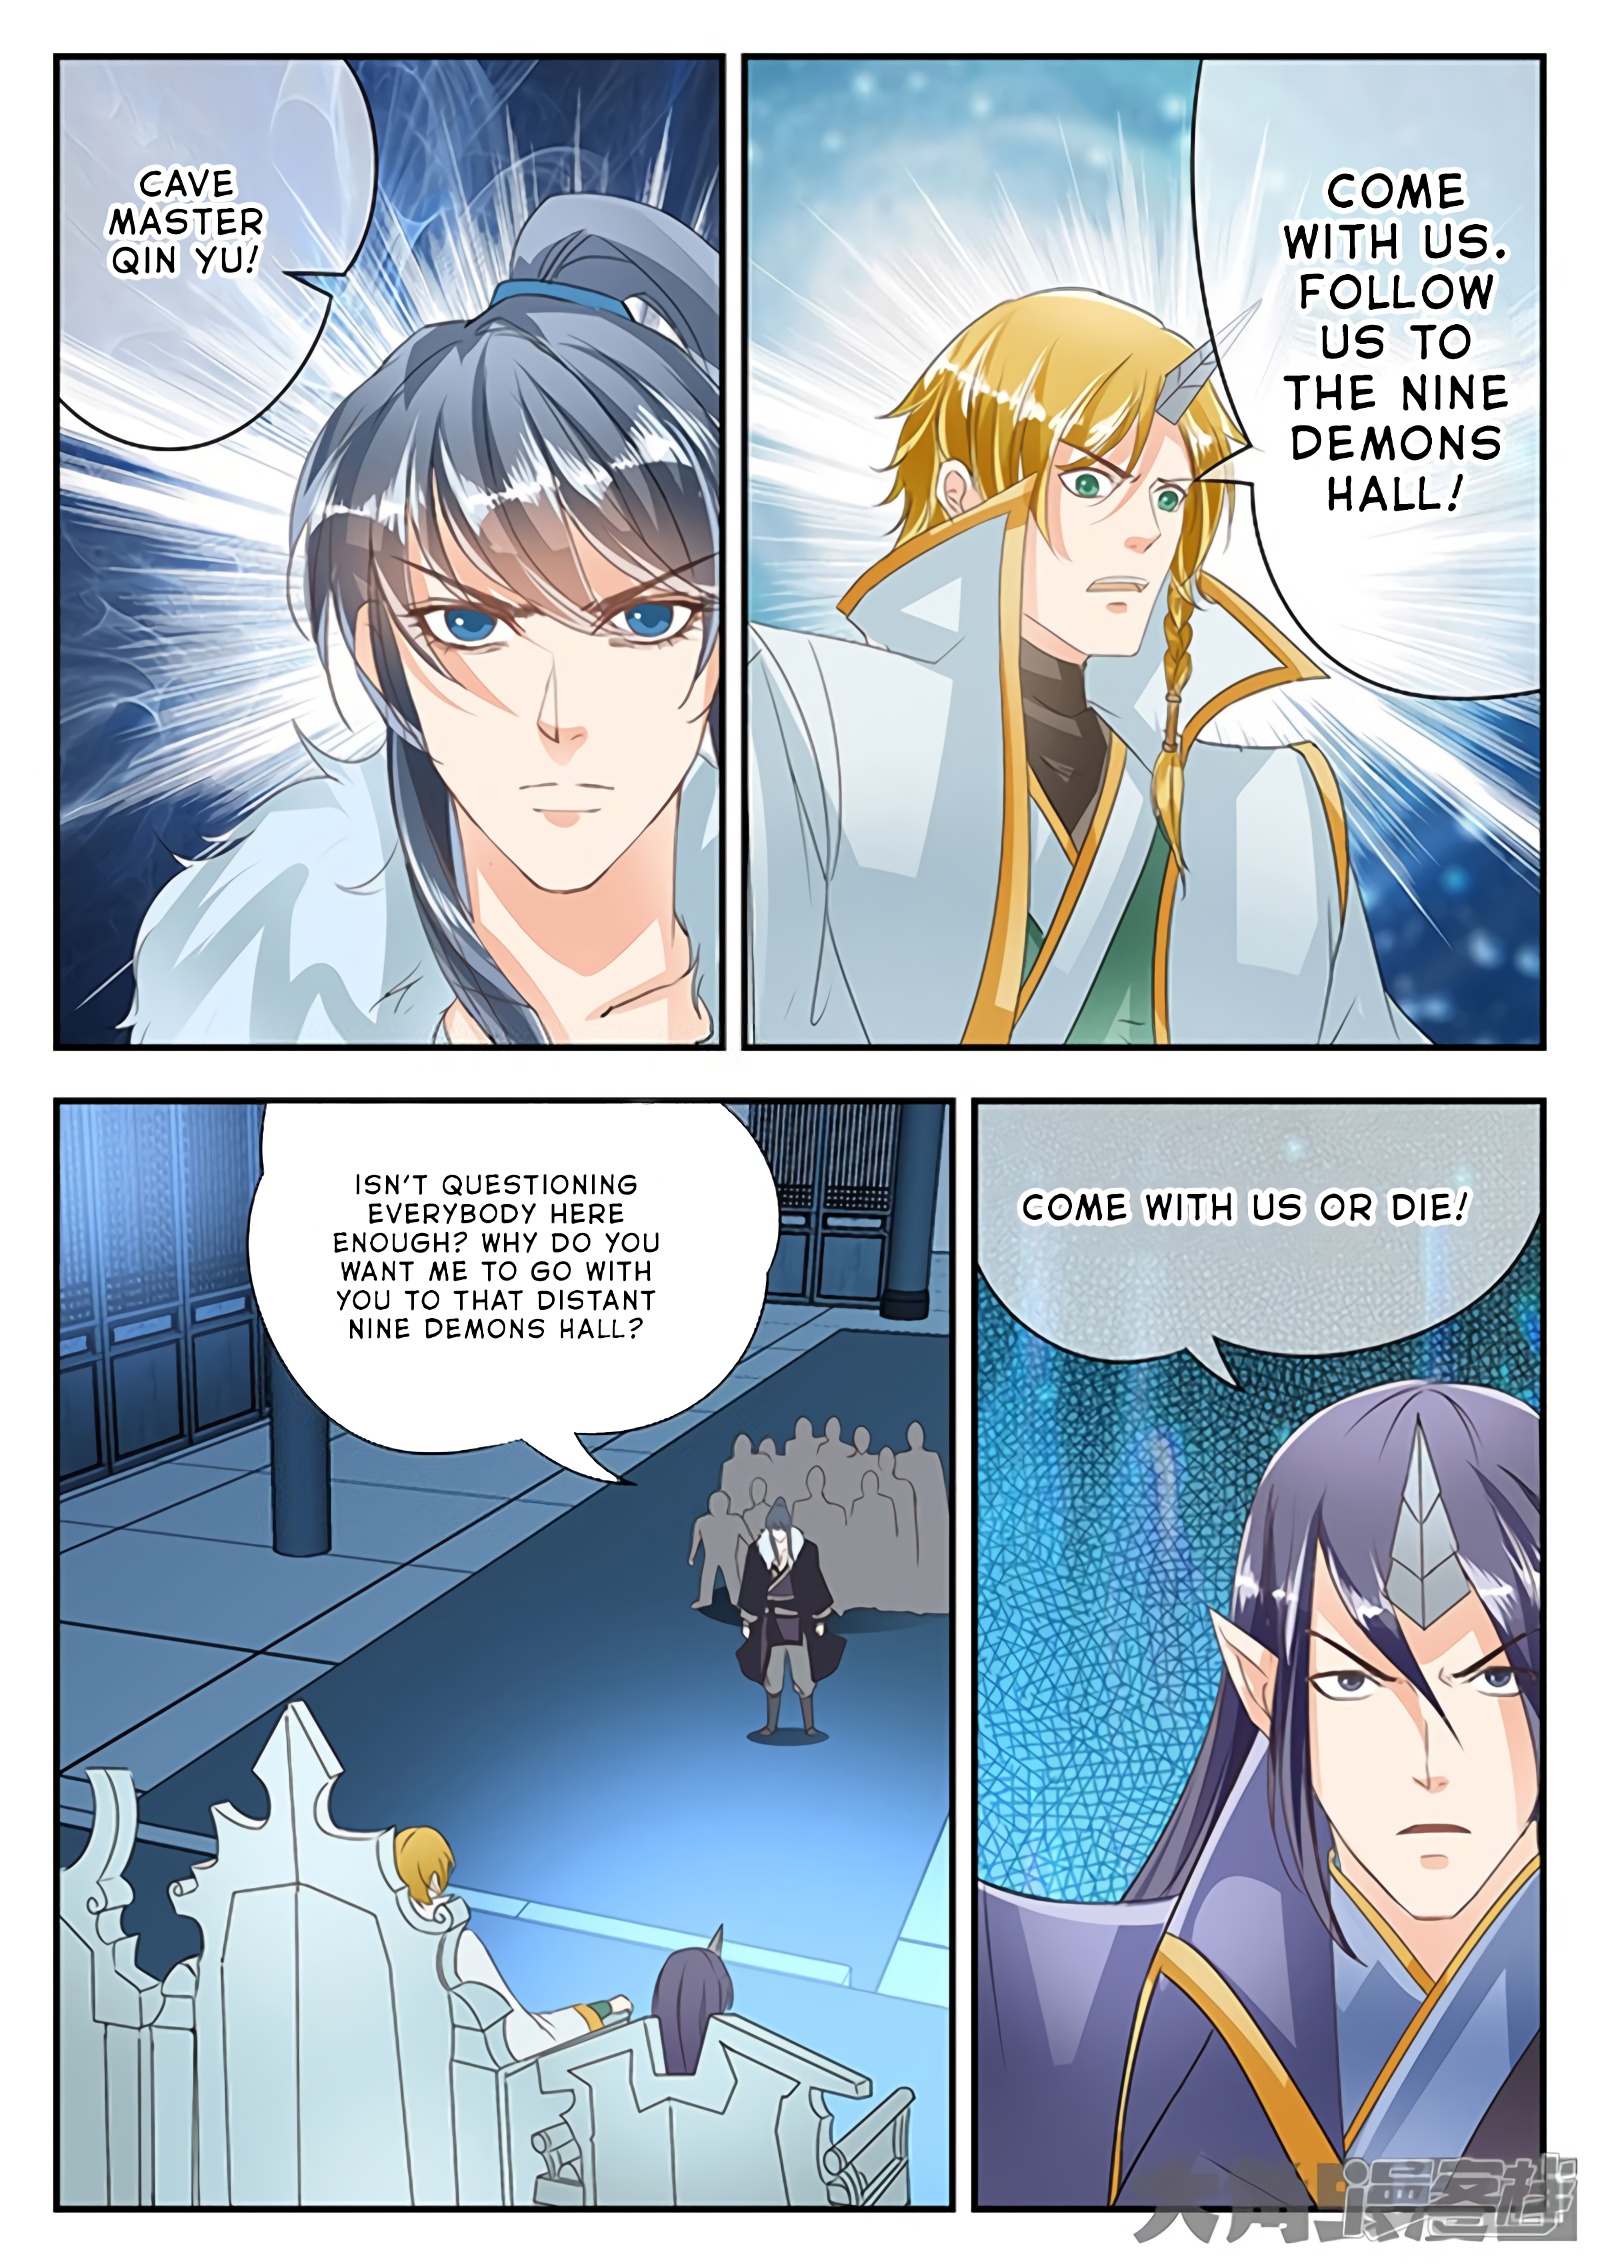 CAVE
MASTER
QIN YU!
COME
WITH US.
FOLLOW
US TO
THE NINE
DEMONS
HALL!
ISN'T QUESTIONING
EVERYBODY HERE
ENOUGH? WHY DO YOU
WANT ME TO GO WITH
YOU TO THAT DISTANT
NINE DEMONS HALL?
COME WITH US OR DIE!